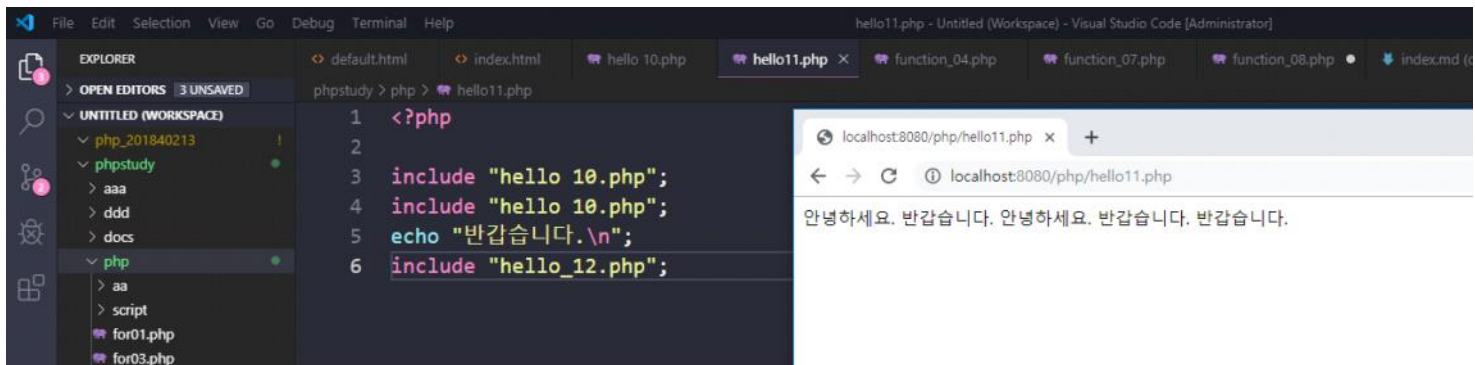 File Edit Selection View Go Debug Terminal Help hello11.php - Untitled (Workspace) - Visual Studio Code [Administrator]
EXPLORER
default.html index.html hello 10.php hello11.php × function_04.php function_07.php function_08.php ● index.md (
OPEN EDITORS 3 UNSAVED
phpstudy > php > hello11.php
UNTITLED (WORKSPACE)
php_201840213 !
phpstudy
aaa
ddd
docs
php
aa
script
for01.php
for03.php
3
2
1 <?php
2
3 include "hello 10.php";
4 include "hello 10.php";
5 echo "반갑습니다.\n";
6 include "hello_12.php";
localhost:8080/php/hello11.php × +
localhost:8080/php/hello11.php
안녕하세요. 반갑습니다. 안녕하세요. 반갑습니다. 반갑습니다.